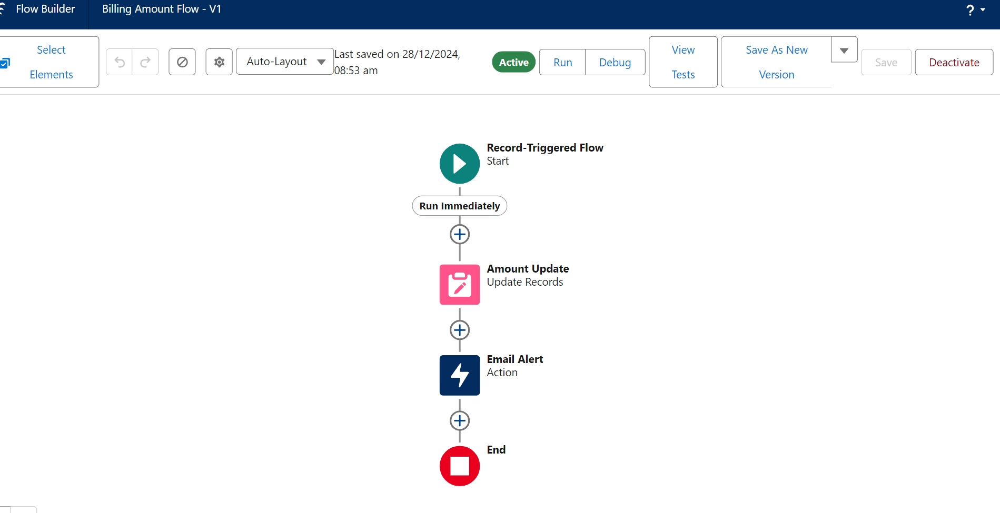 Flow Builder
Billing Amount Flow - V1
?
Select
Elements
Auto-Layout
Last saved on 28/12/2024,
08:53 am
Active
Run
Debug
View
Tests
Save As New
Version
Save
Deactivate
Record-Triggered Flow
Start
Run Immediately
Amount Update
Update Records
Email Alert
Action
End